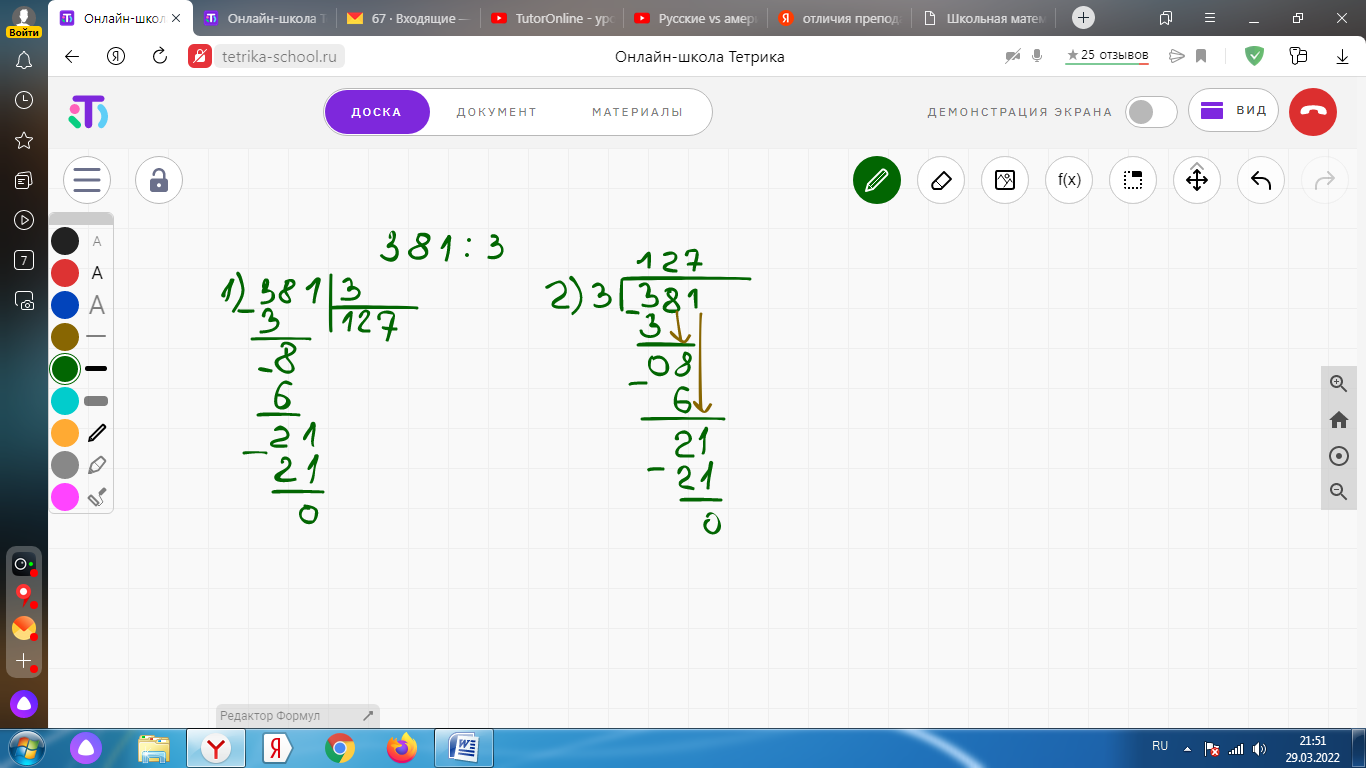 Войти
Онлайн-школ
Онлайн-школа Т
67 · Входящие —
TutorOnline - уро
Русские vs амер
отличия препод
Школьная матем
tetrika-school.ru
Онлайн-школа Тетрика
★ 25 отзывов
ДОСКА
ДОКУМЕНТ
МАТЕРИАЛЫ
ДЕМОНСТРАЦИЯ ЭКРАНА
ВИД
f(x)
A
A
A
7
381 : 3
1) 381 | 3
127
- 3
- 8
6
- 21
21
0
127
2) 3 381
- 3
- 08
6
21
- 21
0
Редактор Формул
RU
21:51
29.03.2022